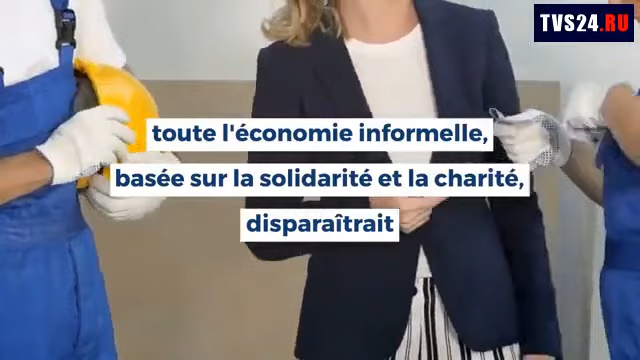 TVS24.RU
toute l'économie informelle,
basée sur la solidarité et la charité,
disparaîtrait